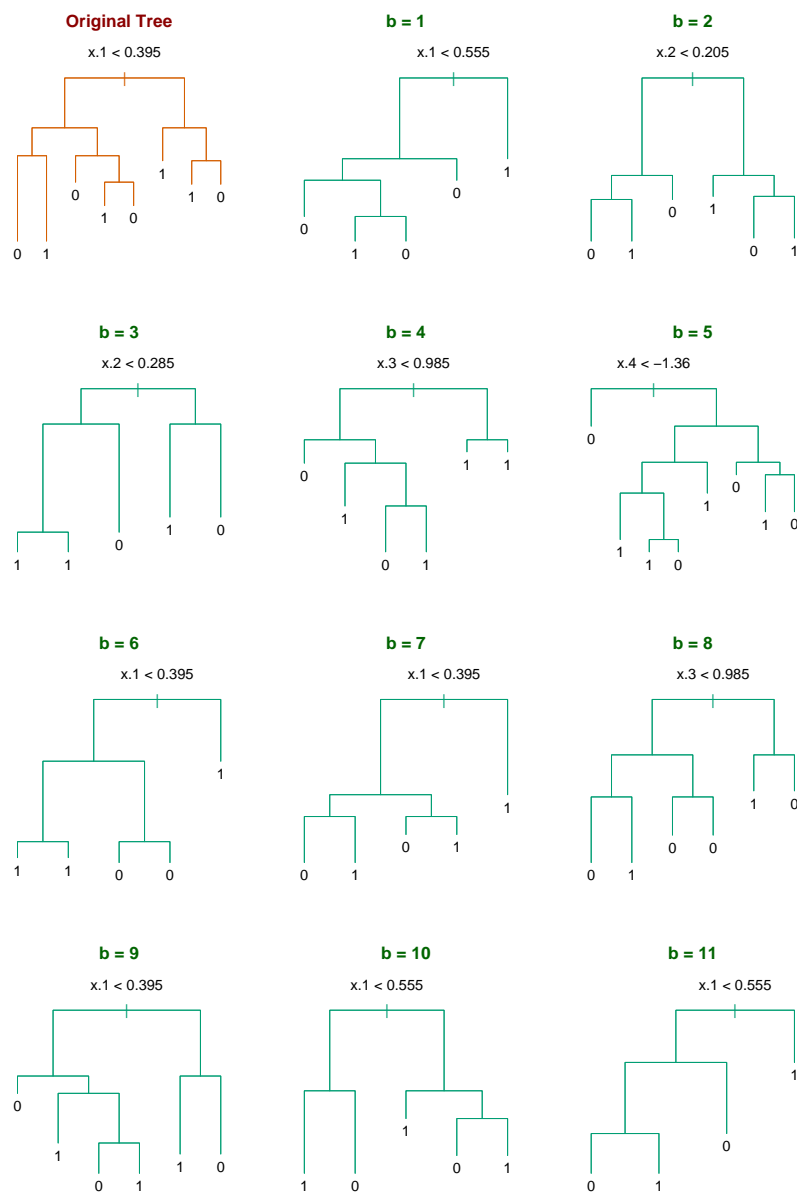 Original Tree
b = 1
b = 2
x.1 < 0.395
x.1 < 0.555
x.2 < 0.205
1
1
0
1 0
0
1 0
0 1
0
0
1 0
0
1
0 1
0 1
b = 3
b = 4
b = 5
x.2 < 0.285
x.3 < 0.985
x.4 < −1.36
0
1 1
0
0
1
1 0
1
1 0
0
1 1
0 1
1
1 0
b = 6
b = 7
b = 8
x.1 < 0.395
x.1 < 0.395
x.3 < 0.985
1
1 1
0 0
1
0 1
0 1
1 0
0 0
0 1
b = 9
b = 10
b = 11
x.1 < 0.395
x.1 < 0.555
x.1 < 0.555
0
1
0 1
1 0
1
0 1
1 0
1
0
0 1